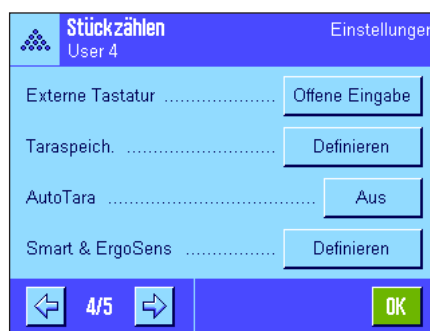 Stückzählen
Einstellungen
User 4
Externe Tastatur .................... Offene Eingabe
Taraspeich. ........................... Definieren
AutoTara ..................................... Aus
Smart & ErgoSens ................ Definieren
4/5
OK